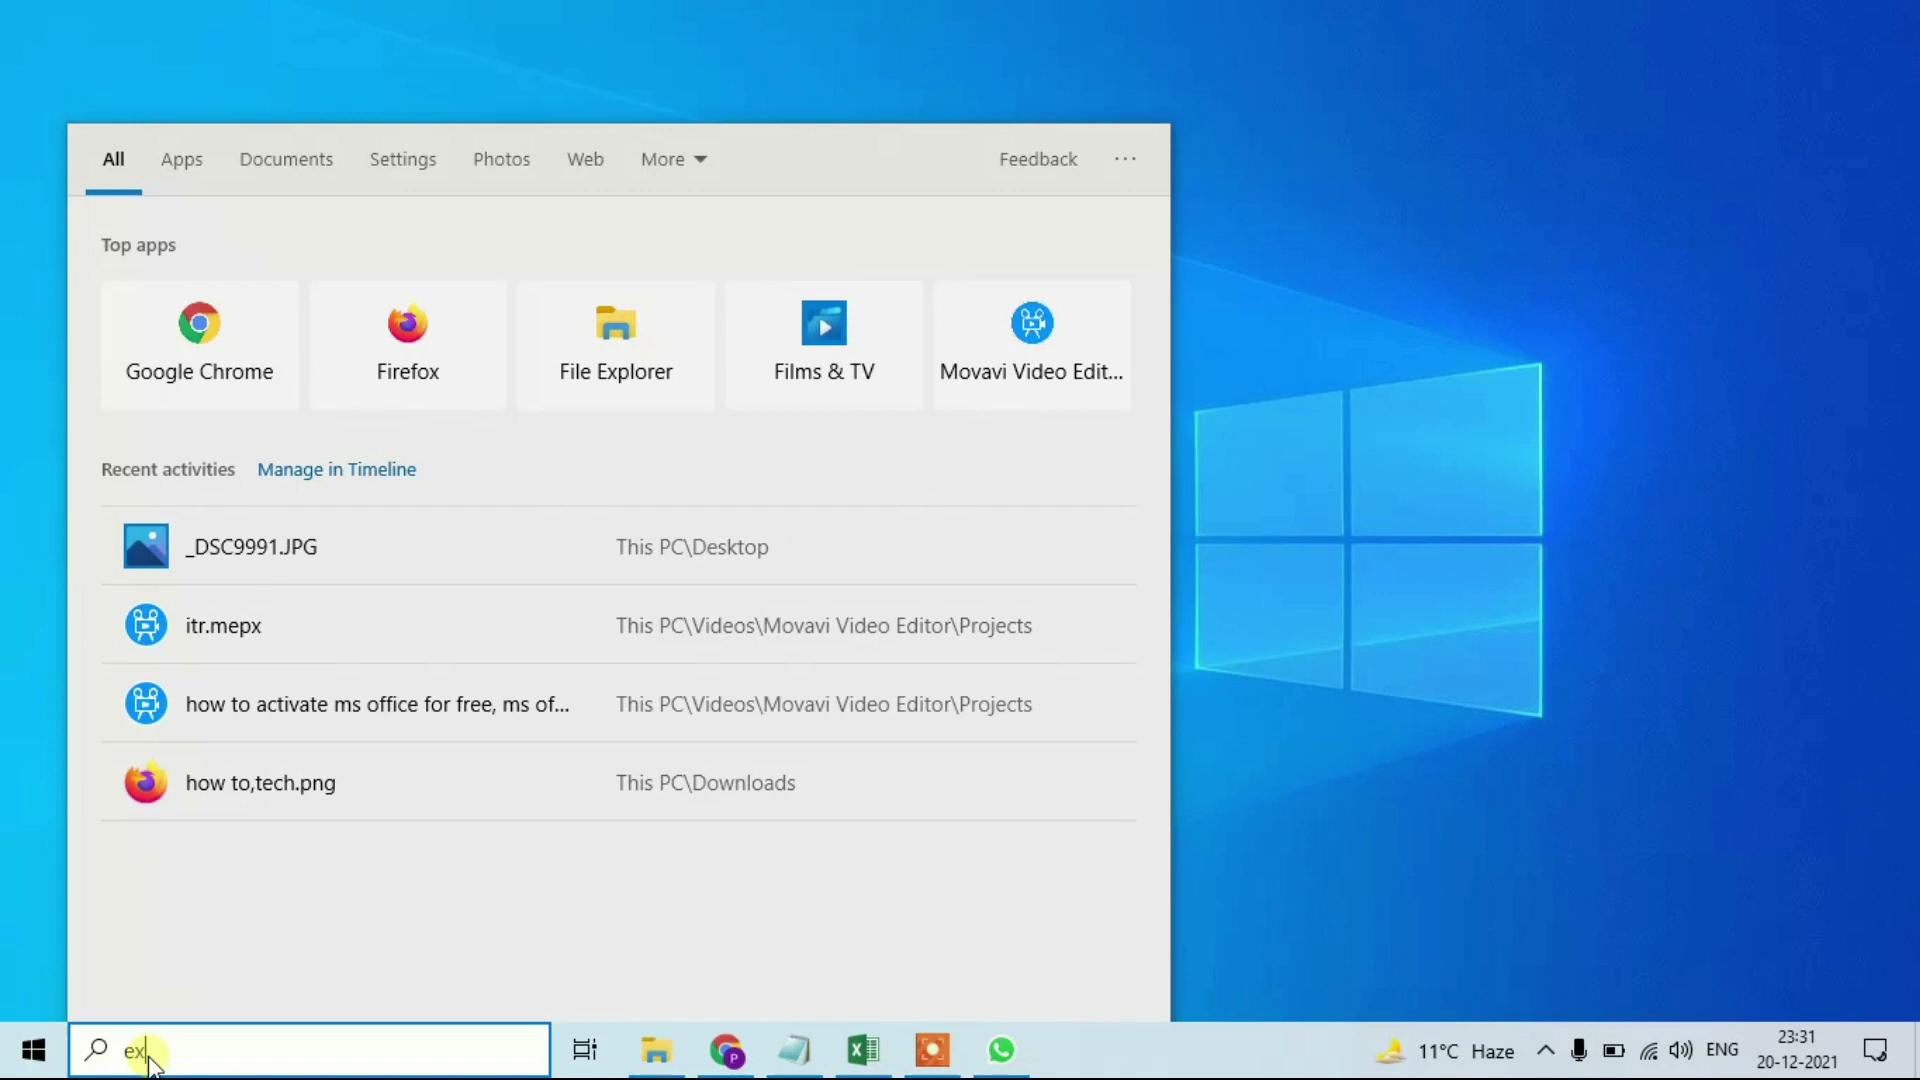 All Apps Documents Settings Photos Web More Feedback ...
Top apps
Google Chrome Firefox File Explorer Films & TV Movavi Video Edit...
Recent activities Manage in Timeline
_DSC9991.JPG This PC\Desktop
itr.mepx This PC\Videos\Movavi Video Editor\Projects
how to activate ms office for free, ms of... This PC\Videos\Movavi Video Editor\Projects
how to,tech.png This PC\Downloads
ex
P
11°C Haze
ENG
23:31
20-12-2021